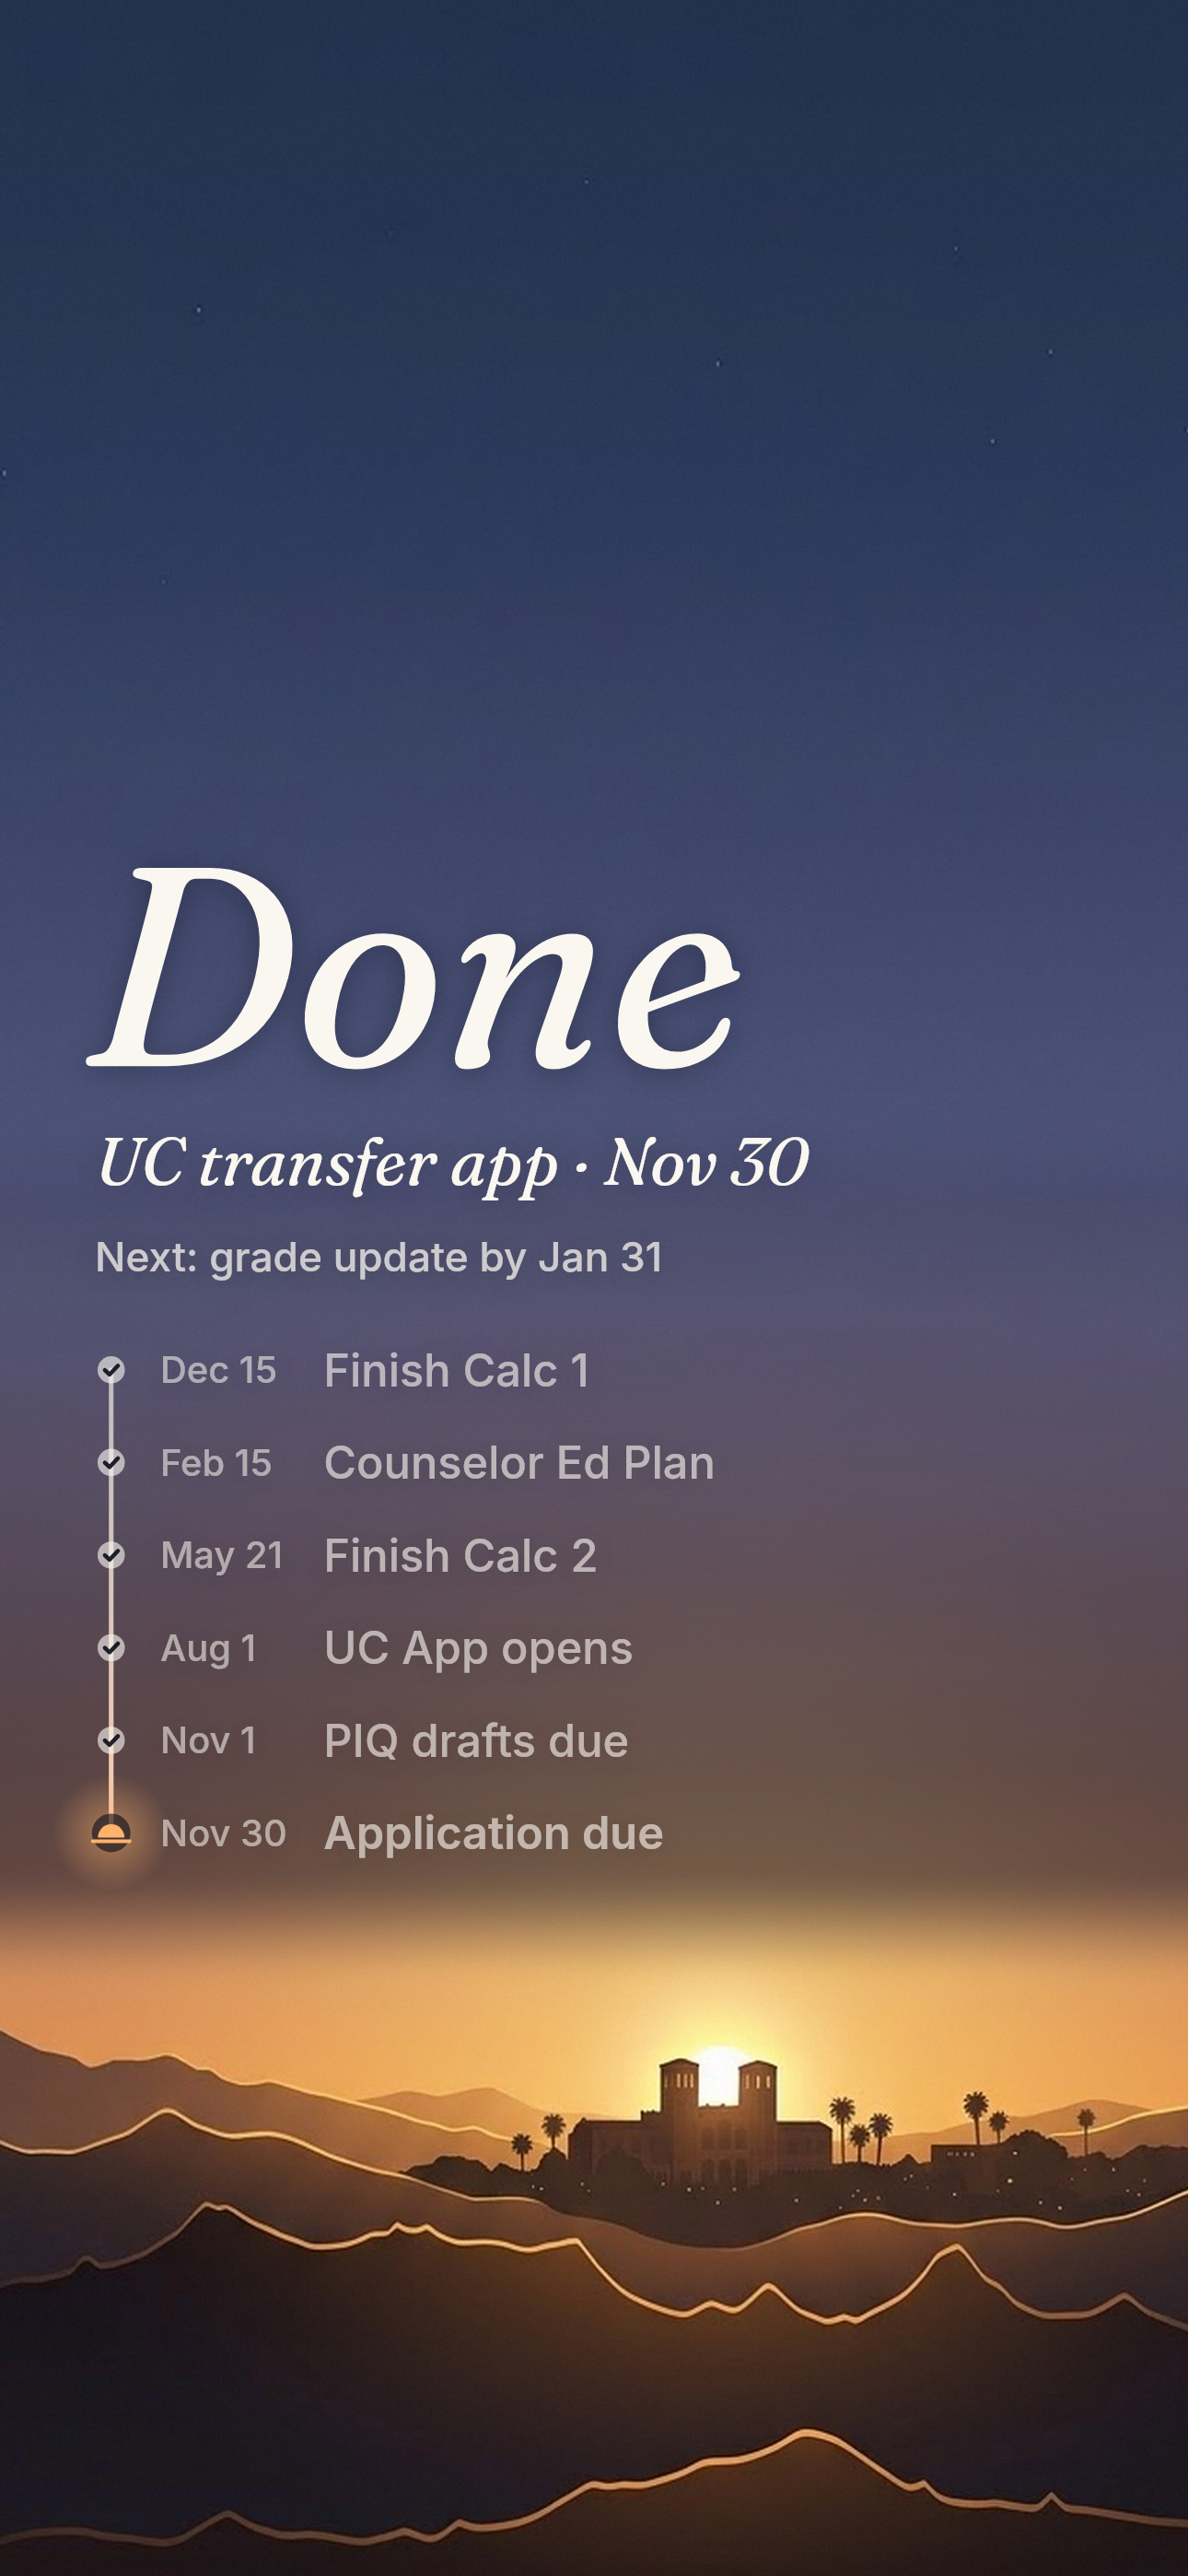 Done
UC transfer app · Nov 30
Next: grade update by Jan 31
Dec 15 Finish Calc 1
Feb 15 Counselor Ed Plan
May 21 Finish Calc 2
Aug 1 UC App opens
Nov 1 PIQ drafts due
Nov 30 Application due